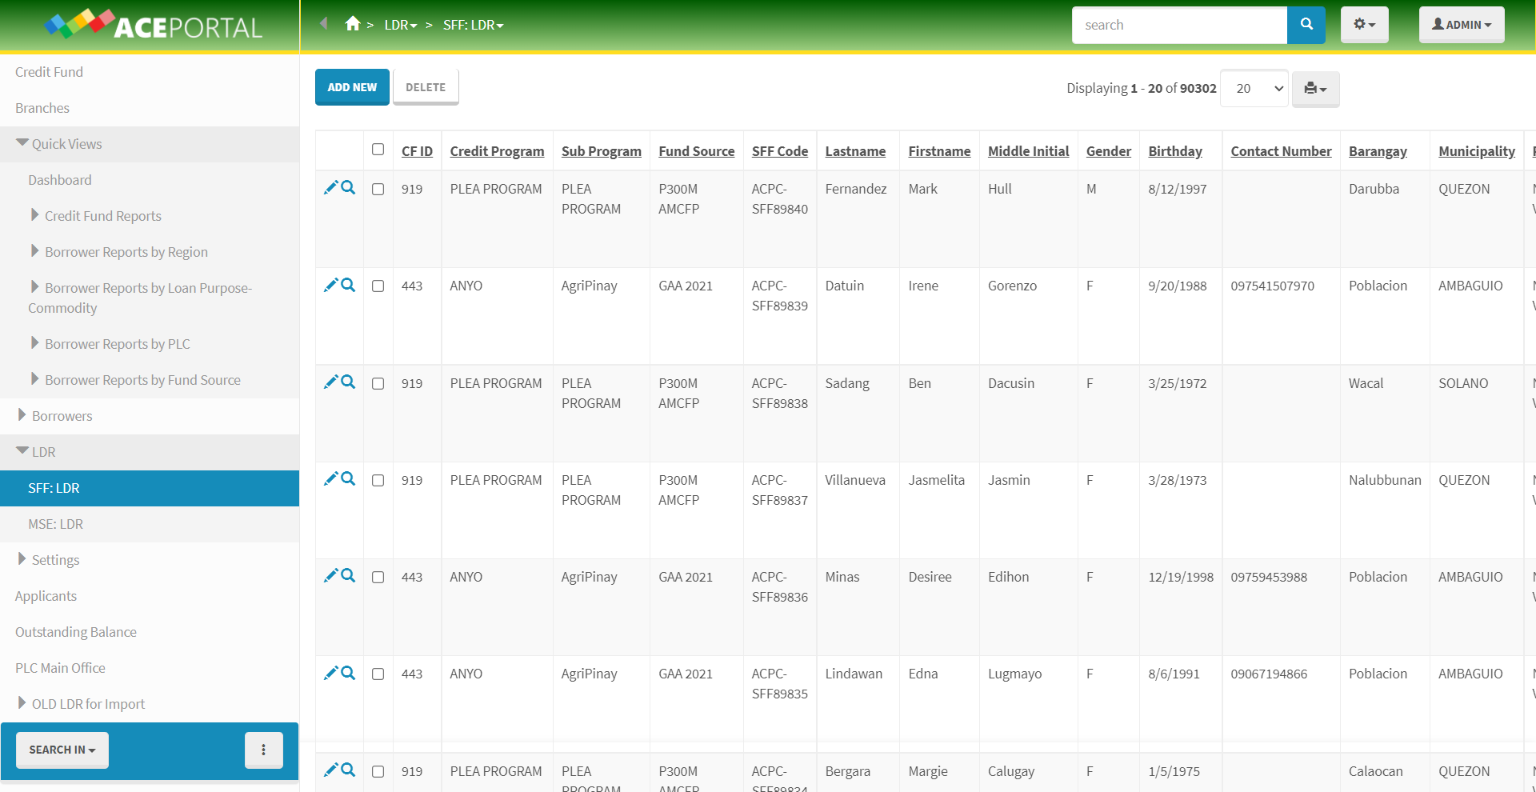 ACEPORTAL
> LDR > SFF: LDR
search
ADMIN
Credit Fund
Branches
Quick Views
Dashboard
Credit Fund Reports
Borrower Reports by Region
Borrower Reports by Loan Purpose-
Commodity
Borrower Reports by PLC
Borrower Reports by Fund Source
Borrowers
LDR
SFF: LDR
MSE: LDR
Settings
Applicants
Outstanding Balance
PLC Main Office
OLD LDR for Import
SEARCH IN
ADD NEW DELETE
Displaying 1 - 20 of 90302 20
CF ID Credit Program Sub Program Fund Source SFF Code Lastname Firstname Middle Initial Gender Birthday Contact Number Barangay Municipality
919 PLEA PROGRAM PLEA P300M ACPC- Fernandez Mark Hull M 8/12/1997 Darubba QUEZON
PROGRAM AMCFP SFF89840
443 ANYO AgriPinay GAA 2021 ACPC- Datuin Irene Gorenzo F 9/20/1988 097541507970 Poblacion AMBAGUIO
SFF89839
919 PLEA PROGRAM PLEA P300M ACPC- Sadang Ben Dacusin F 3/25/1972 Wacal SOLANO
PROGRAM AMCFP SFF89838
919 PLEA PROGRAM PLEA P300M ACPC- Villanueva Jasmelita Jasmin F 3/28/1973 Nalubbunan QUEZON
PROGRAM AMCFP SFF89837
443 ANYO AgriPinay GAA 2021 ACPC- Minas Desiree Edihon F 12/19/1998 09759453988 Poblacion AMBAGUIO
SFF89836
443 ANYO AgriPinay GAA 2021 ACPC- Lindawan Edna Lugmayo F 8/6/1991 09067194866 Poblacion AMBAGUIO
SFF89835
919 PLEA PROGRAM PLEA P300M ACPC- Bergara Margie Calugay F 1/5/1975 Calaocan QUEZON
PROGRAM AMCFP SFF89834